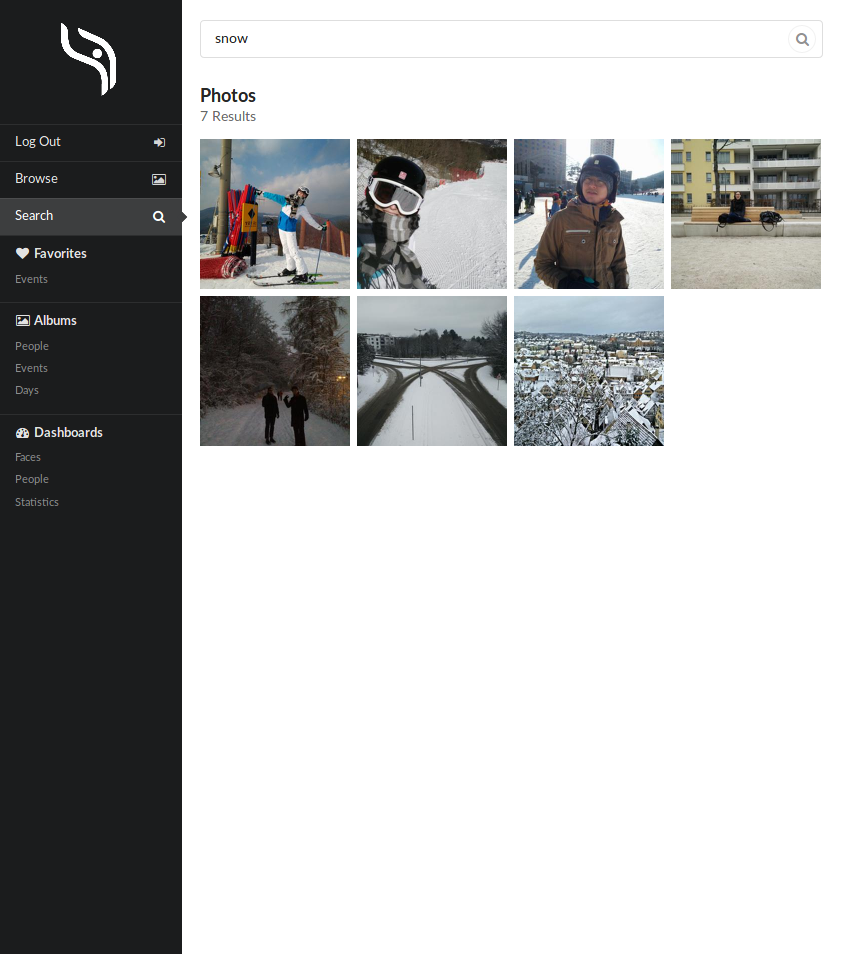 snow
Photos
7 Results
Log Out
Browse
Search
Favorites
Events
Albums
People
Events
Days
Dashboards
Faces
People
Statistics